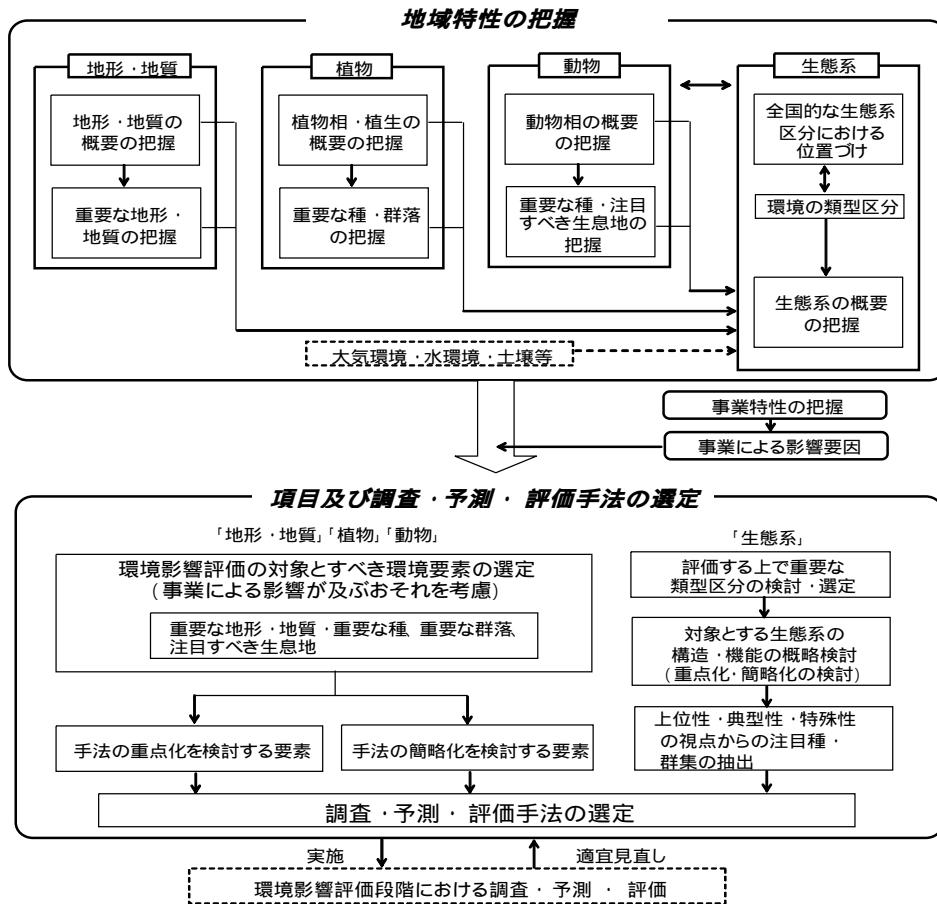 地域特性の把握
地形・地質
地形・地質の
概要の把握
重要な地形・
地質の把握
植物
植物相・植生の
概要の把握
重要な種・群落
の把握
動物
動物相の概要
の把握
重要な種・注目
すべき生息地の
把握
生態系
全国的な生態系
区分における
位置づけ
環境の類型区分
生態系の概要
の把握
大気環境・水環境・土壌等
事業特性の把握
事業による影響要因
項目及び調査・予測・評価手法の選定
「地形・地質」「植物」「動物」
環境影響評価の対象とすべき環境要素の選定
(事業による影響が及ぶおそれを考慮)
重要な地形・地質・重要な種、重要な群落、
注目すべき生息地
手法の重点化を検討する要素
手法の簡略化を検討する要素
「生態系」
評価する上で重要な
類型区分の検討・選定
対象とする生態系の
構造・機能の概略検討
(重点化・簡略化の検討)
上位性・典型性・特殊性
の視点からの注目種・
群集の抽出
調査・予測・評価手法の選定
実施
適宜見直し
環境影響評価段階における調査・予測・評価